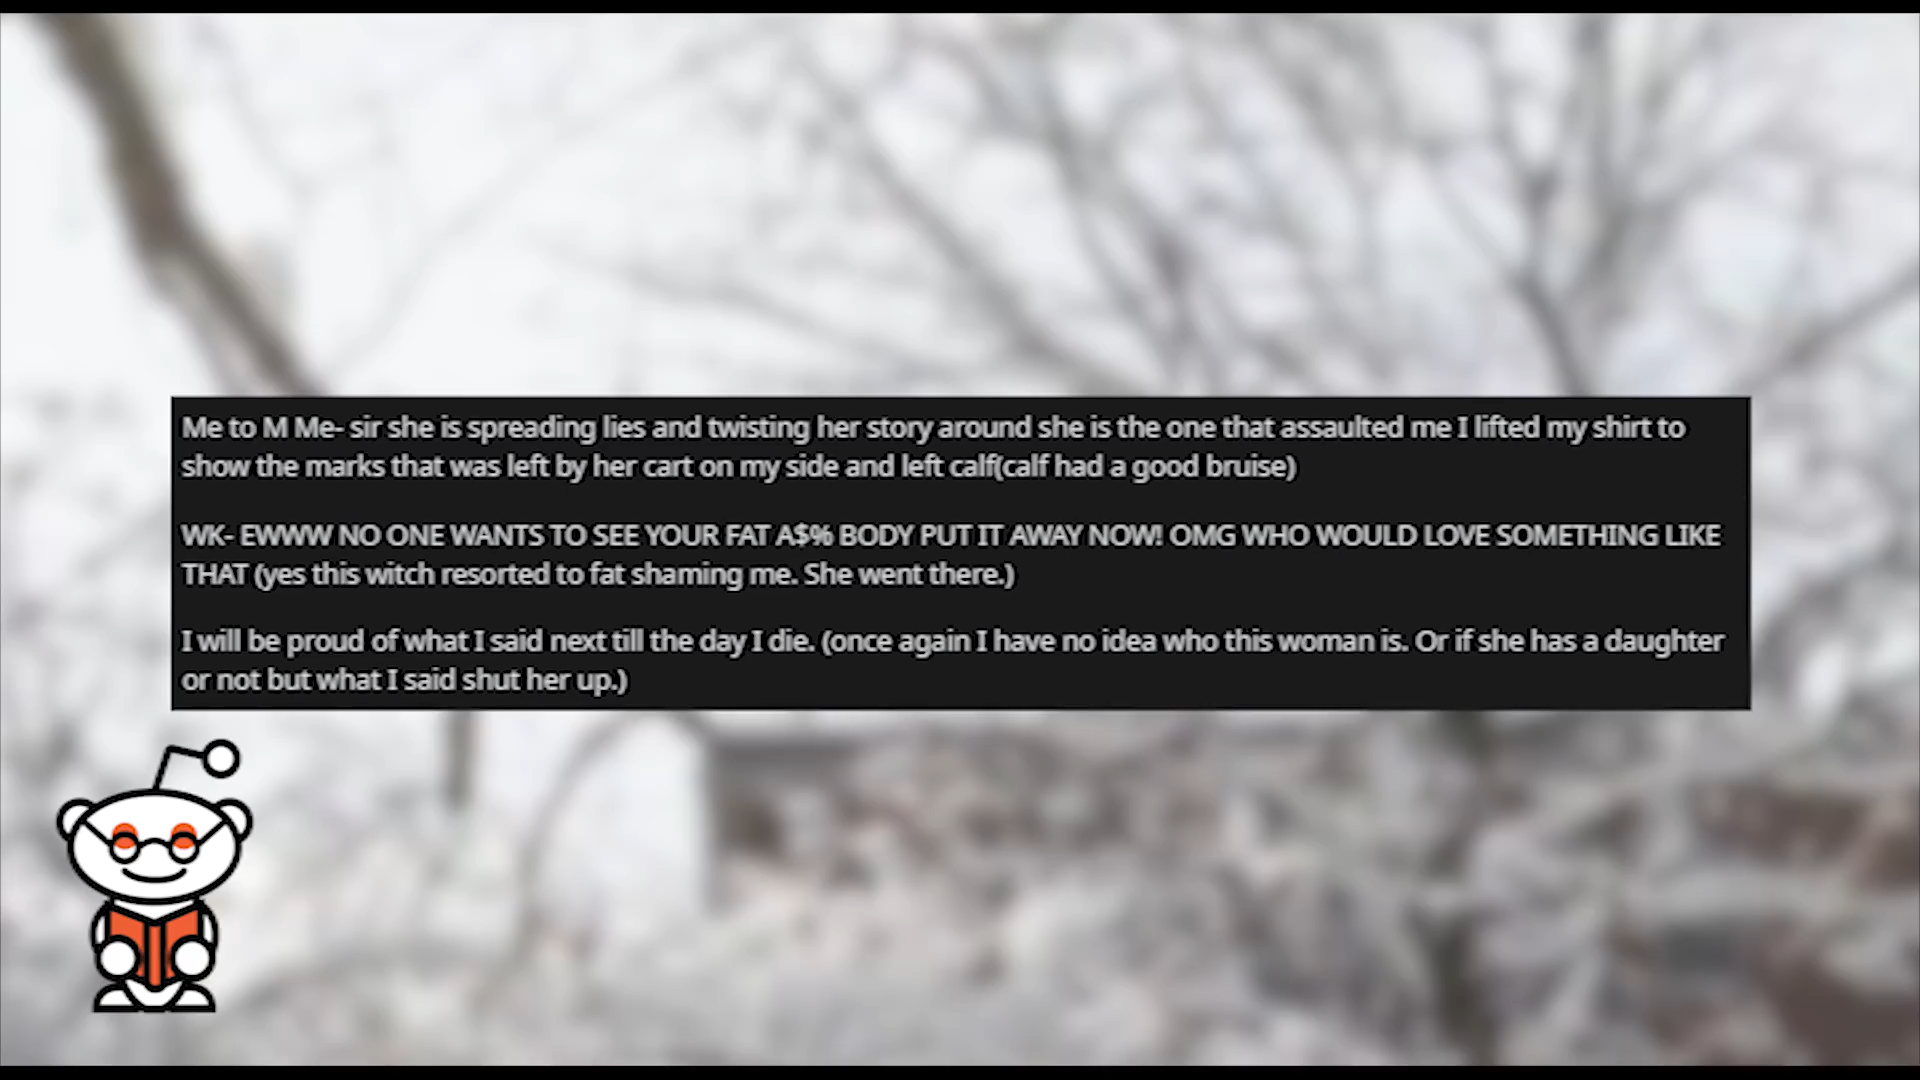 Me to M Me- sir she is spreading lies and twisting her story around she is the one that assaulted me I lifted my shirt to
show the marks that was left by her cart on my side and left calf(calf had a good bruise)
WK- EWWW NO ONE WANTS TO SEE YOUR FAT A$% BODY PUT IT AWAY NOW! OMG WHO WOULD LOVE SOMETHING LIKE
THAT (yes this witch resorted to fat shaming me. She went there.)
I will be proud of what I said next till the day I die. (once again I have no idea who this woman is. Or if she has a daughter
or not but what I said shut her up.)